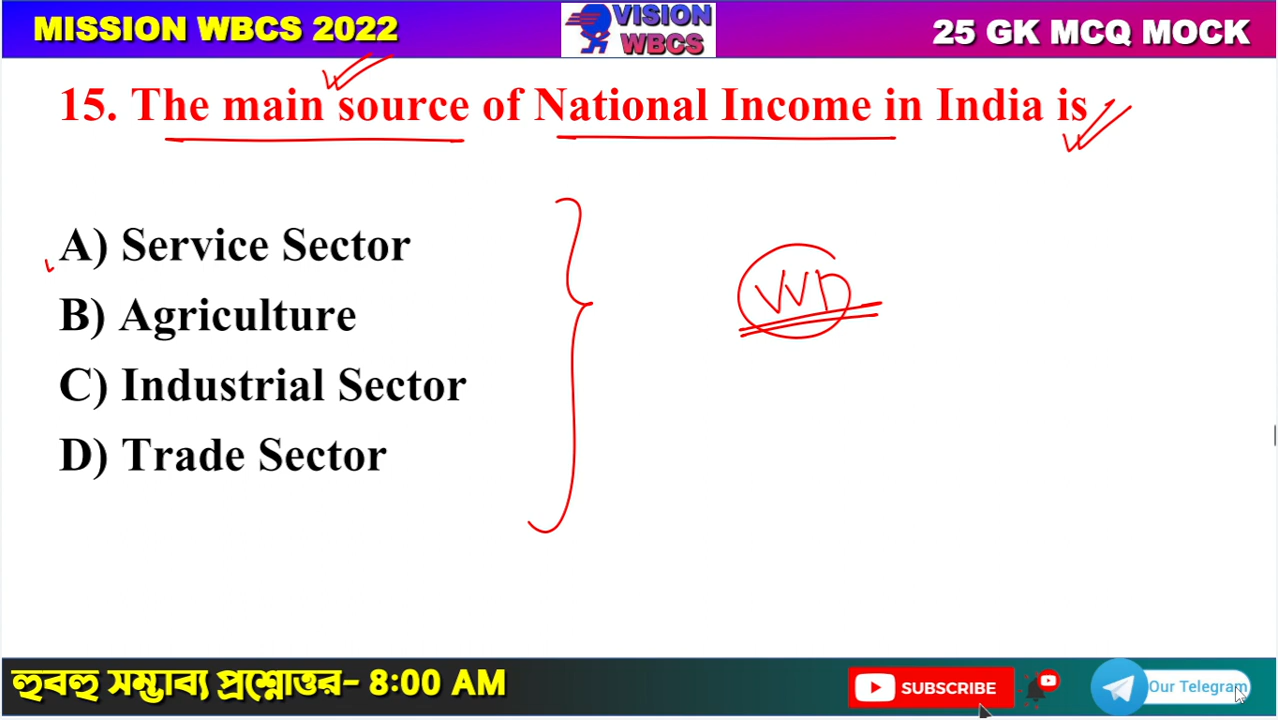 MISSION WBCS 2022
VISION
WBCS
25 GK MCQ MOCK
15. The main source of National Income in India is
A) Service Sector
B) Agriculture
C) Industrial Sector
D) Trade Sector
হুবহু সম্ভাব্য প্রশ্নোত্তর- 8:00 AM
SUBSCRIBE
Our Telegram